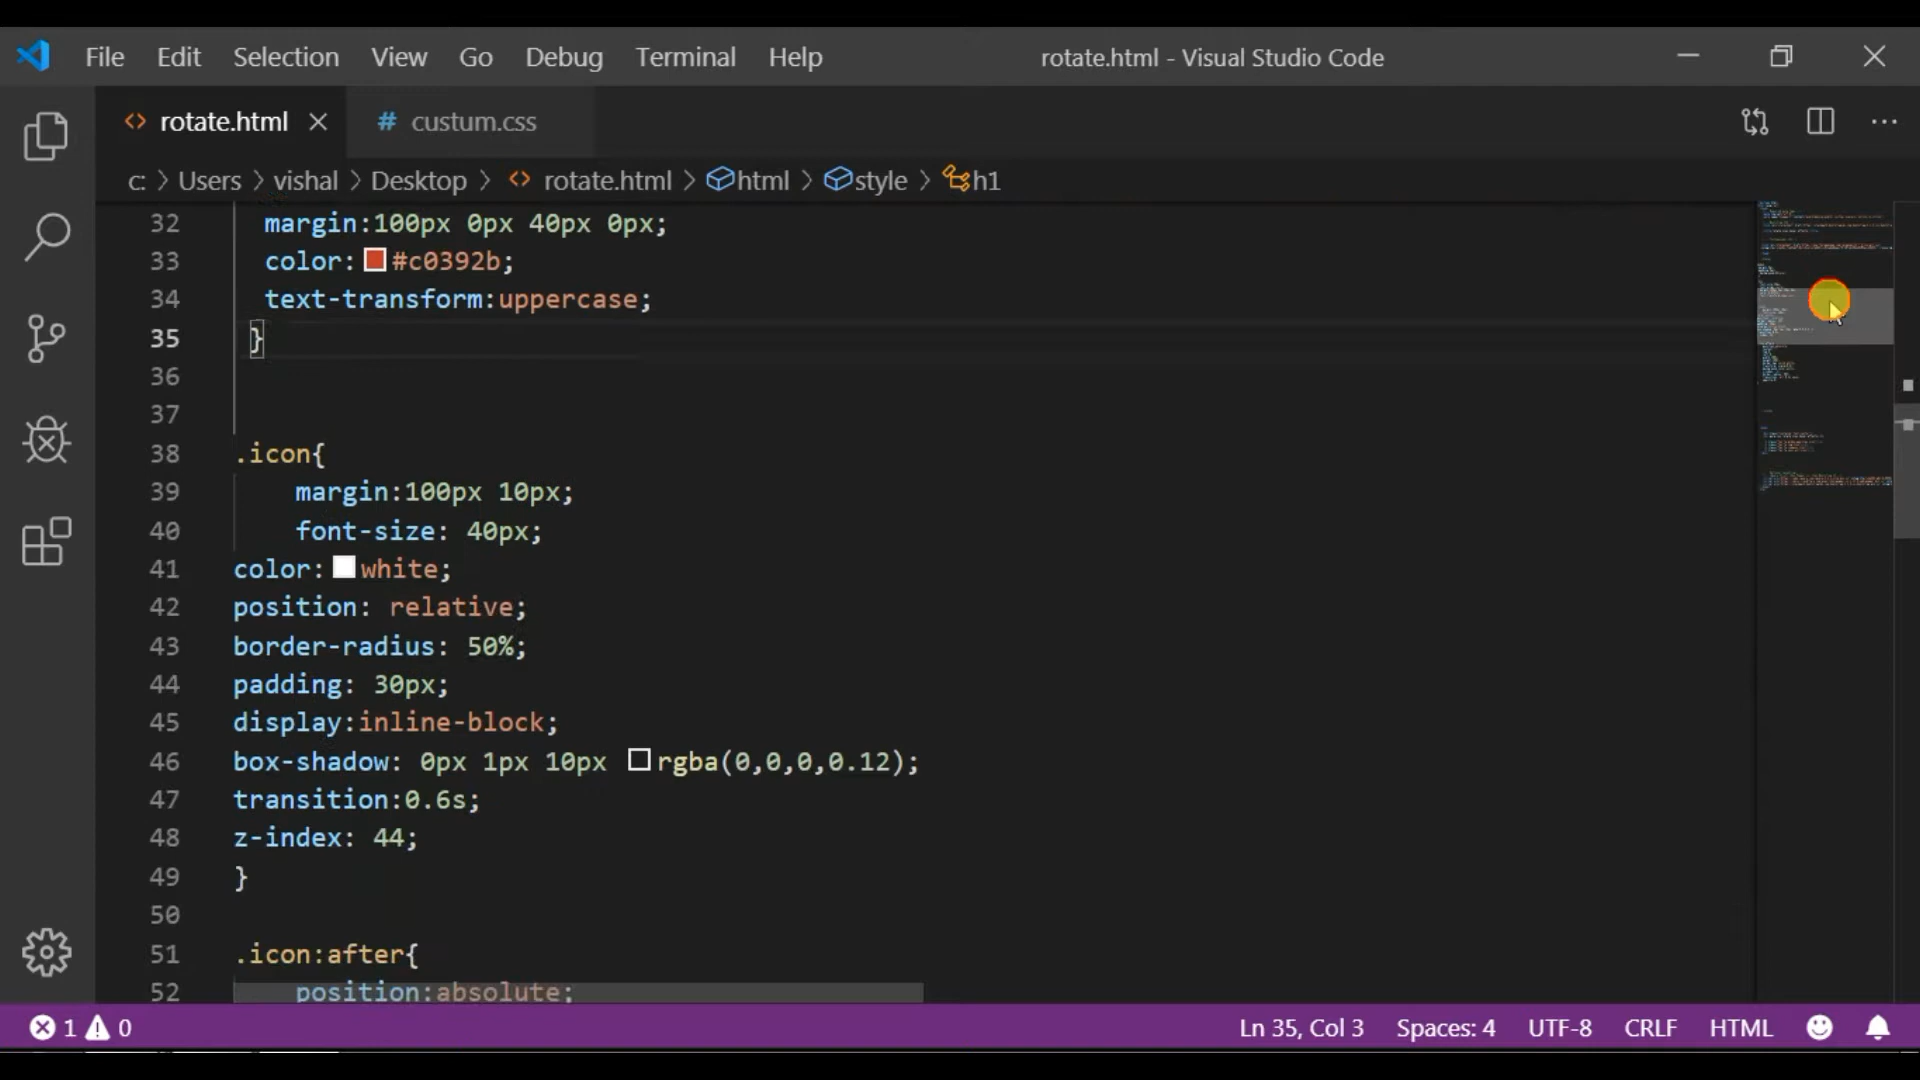 File Edit Selection View Go Debug Terminal Help rotate.html - Visual Studio Code
rotate.html custum.css
c: > Users > vishal > Desktop > rotate.html > html > style > h1
32 margin:100px 0px 40px 0px;
33 color: #c0392b;
34 text-transform:uppercase;
35 }
36
37
38 .icon{
39 margin:100px 10px;
40 font-size: 40px;
41 color: white;
42 position: relative;
43 border-radius: 50%;
44 padding: 30px;
45 display:inline-block;
46 box-shadow: 0px 1px 10px rgba(0,0,0,0.12);
47 transition:0.6s;
48 z-index: 44;
49 }
50
51 .icon:after{
52 position:absolute;
1 0 Ln 35, Col 3 Spaces: 4 UTF-8 CRLF HTML